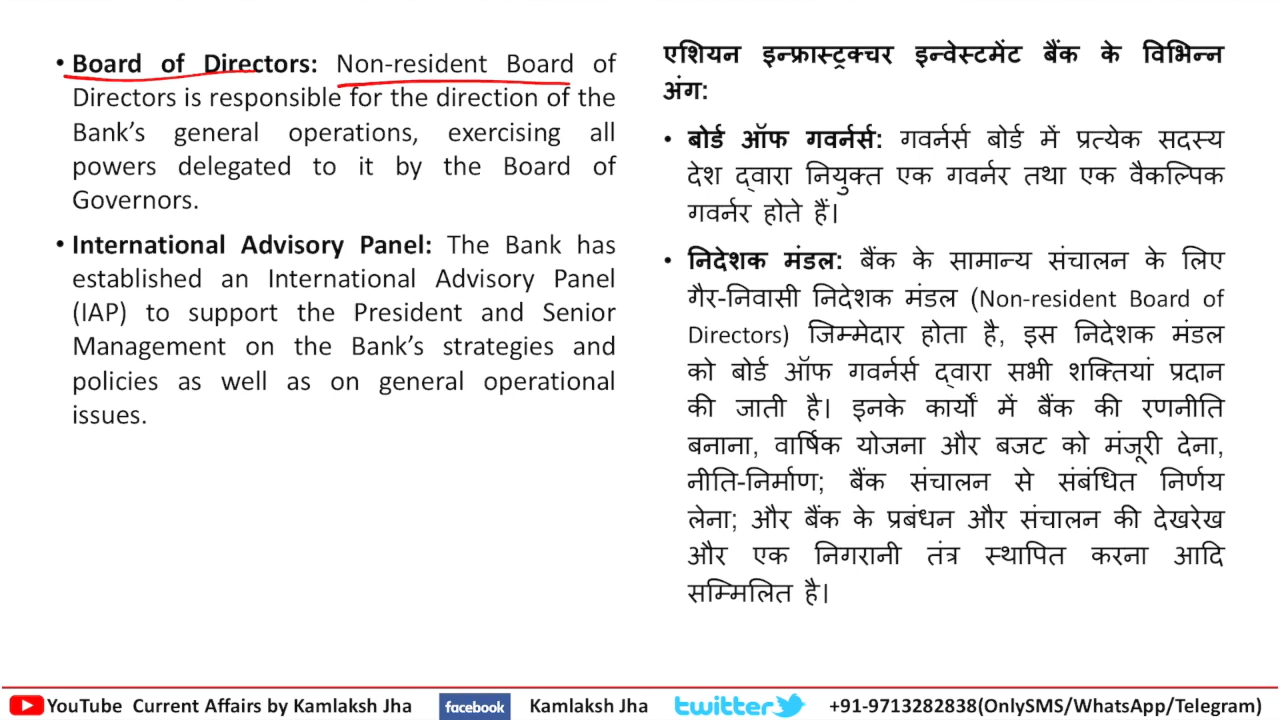 • Board of Directors: Non-resident Board of
Directors is responsible for the direction of the
Bank’s general operations, exercising all
powers delegated to it by the Board of
Governors.
• International Advisory Panel: The Bank has
established an International Advisory Panel
(IAP) to support the President and Senior
Management on the Bank’s strategies and
policies as well as on general operational
issues.
एशियन इन्फ्रास्ट्रक्चर इन्वेस्टमेंट बैंक के विभिन्न
अंग:
• बोर्ड ऑफ गवर्नर्स: गवर्नर्स बोर्ड में प्रत्येक सदस्य
देश द्वारा नियुक्त एक गवर्नर तथा एक वैकल्पिक
गवर्नर होते हैं।
• निदेशक मंडल: बैंक के सामान्य संचालन के लिए
गैर-निवासी निदेशक मंडल (Non-resident Board of
Directors) जिम्मेदार होता है, इस निदेशक मंडल
को बोर्ड ऑफ गवर्नर्स द्वारा सभी शक्तियां प्रदान
की जाती है। इनके कार्यों में बैंक की रणनीति
बनाना, वार्षिक योजना और बजट को मंजूरी देना,
नीति-निर्माण; बैंक संचालन से संबंधित निर्णय
लेना; और बैंक के प्रबंधन और संचालन की देखरेख
और एक निगरानी तंत्र स्थापित करना आदि
सम्मिलित है।
YouTube Current Affairs by Kamlaksh Jha facebook Kamlaksh Jha twitter +91-9713282838(OnlySMS/WhatsApp/Telegram)